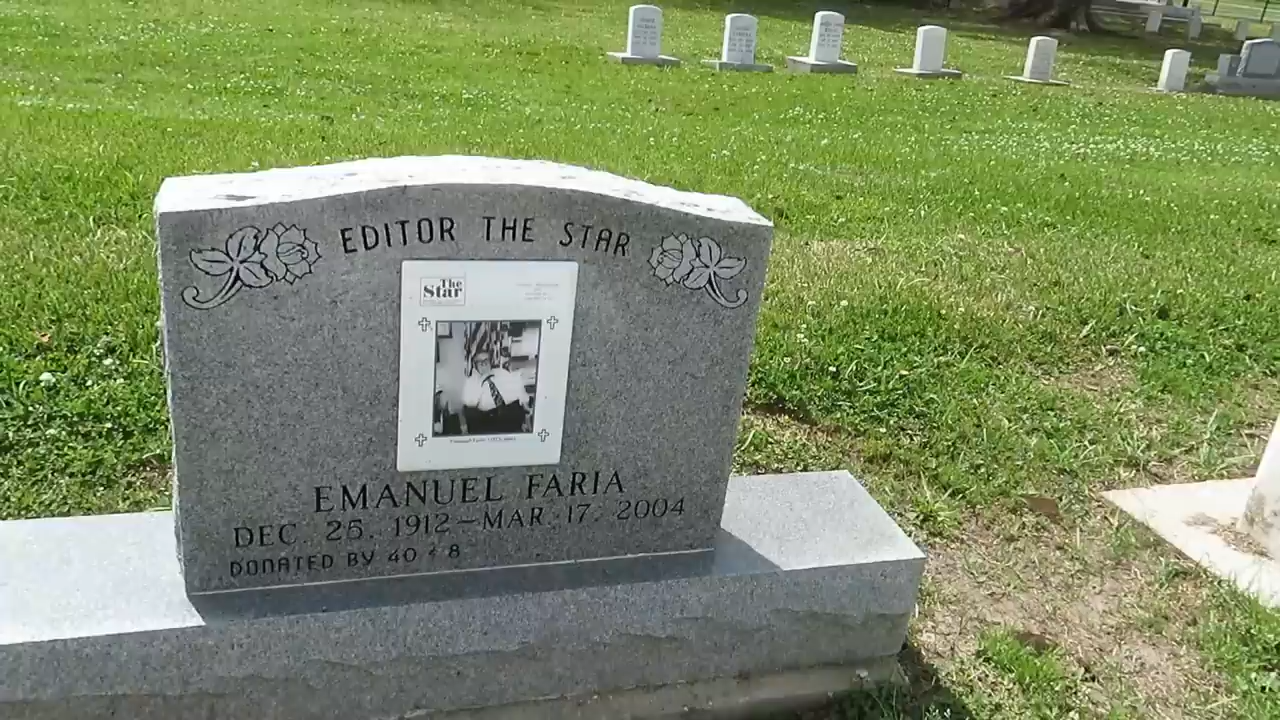 EDITOR THE STAR
The
Star
EMANUEL FARIA
DEC. 25. 1912 – MAR. 17. 2004
DONATED BY 40 & 8